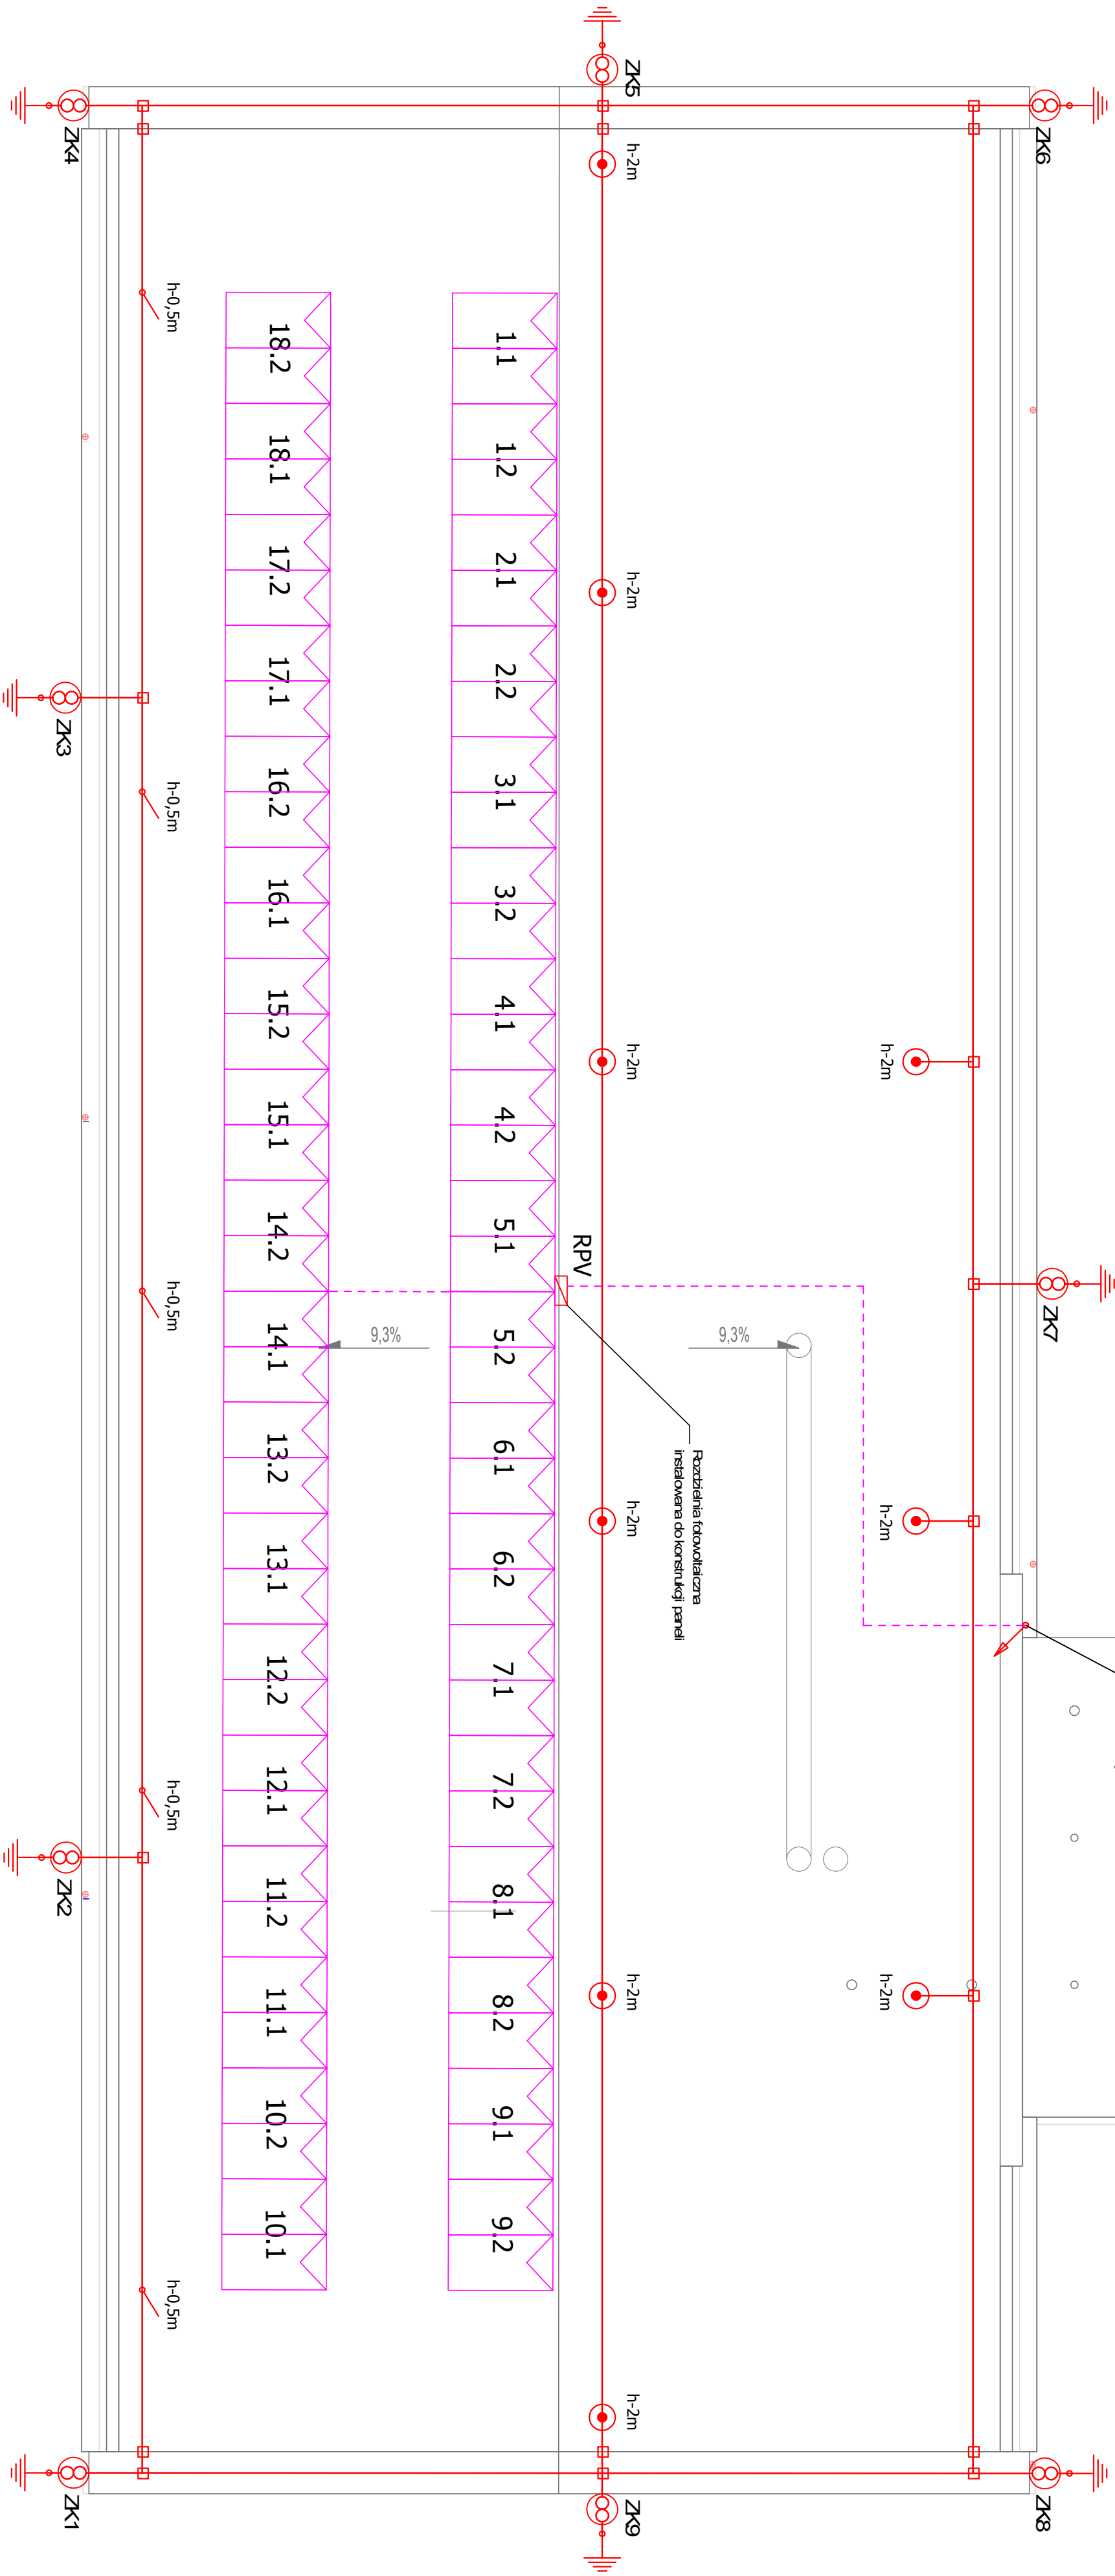 ZK5
ZK4
ZK6
h-2m
h-0,5m
18.2
1.1
18.1
1.2
17.2
2.1
h-2m
17.1
2.2
ZK3
16.2
3.1
h-0,5m
16.1
3.2
15.2
4.1
h-2m
h-2m
15.1
4.2
14.2
5.1
RPV
h-0,5m
ZK7
14.1
9,3%
5.2
9,3%
13.2
6.1
Rozdzielnia fotowoltaiczna
instalowana do konstrukcji paneli
h-2m
h-2m
13.1
6.2
12.2
7.1
12.1
7.2
h-0,5m
ZK2
11.2
8.1
11.1
8.2
h-2m
h-2m
10.2
9.1
10.1
9.2
h-0,5m
h-2m
ZK1
ZK9
ZK8